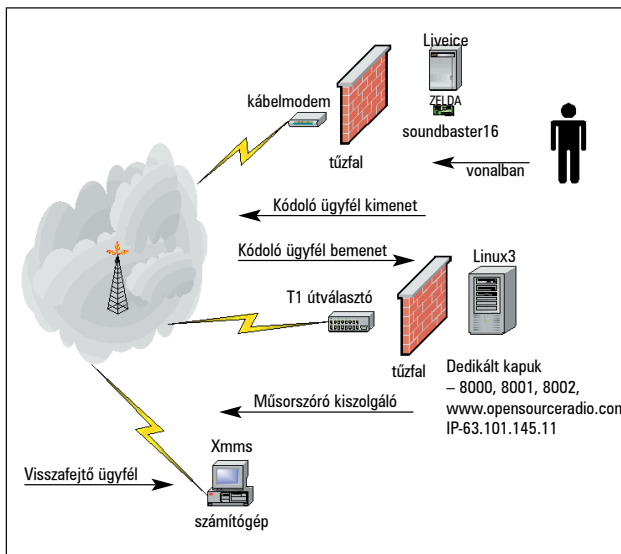 Liveice
kábelmodem
ZELDA
soundbaster16
tűzfal
vonalban
Kódoló ügyfél kimenet
Kódoló ügyfél bemenet
Linux3
T1 útválasztó
tűzfal
Dedikált kapuk
– 8000, 8001, 8002,
www.opensourceradio.com
IP-63.101.145.11
Műsorszóró kiszolgáló
Xmms
Visszafejtő ügyfél
számítógép